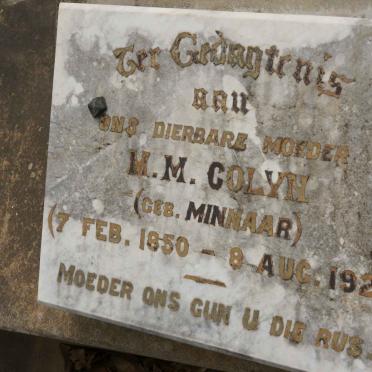 Ter Gedagtenis
aan
ONS DIERBARE MOEDER
M.M. COLYN
(GEB. MINNAAR)
(7 FEB. 1850 — 8 AUG. 192
MOEDER ONS GUN U DIE RUS.